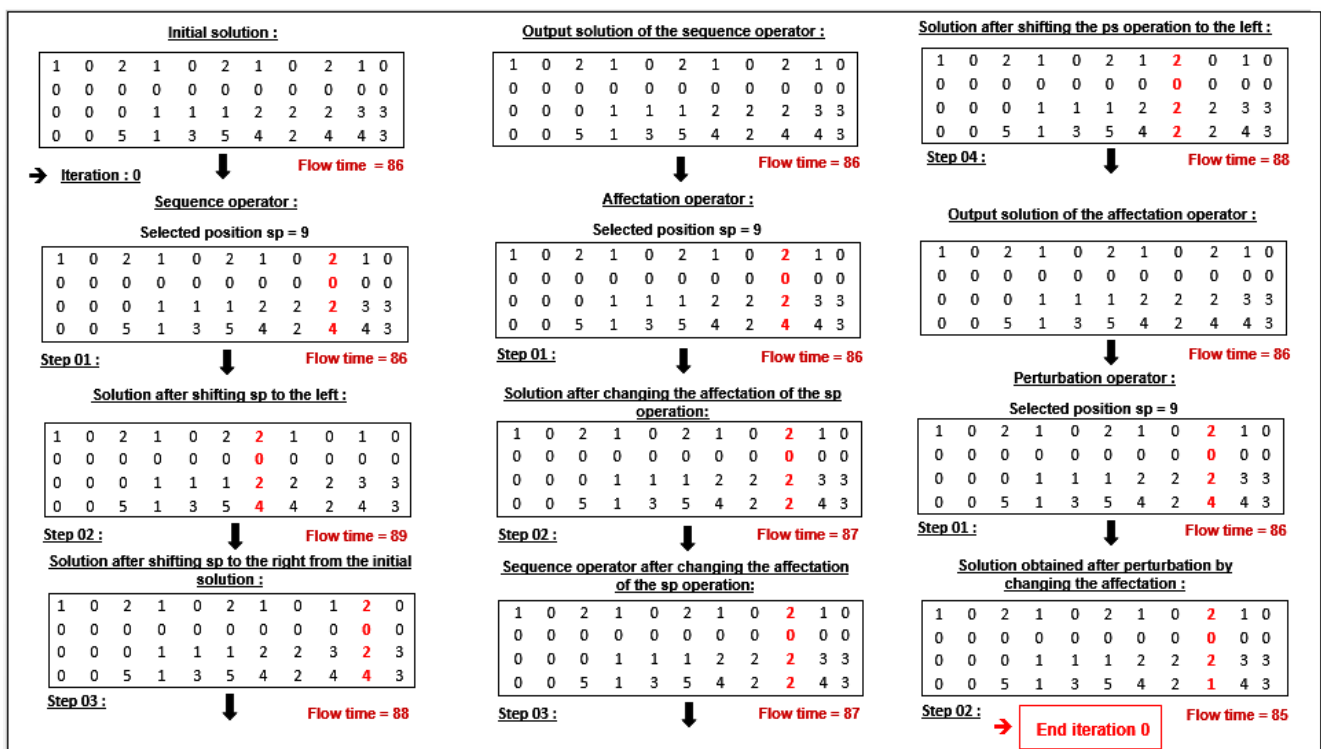 Initial solution :
1 0 2 1 0 2 1 0 2 1 0
0 0 0 0 0 0 0 0 0 0 0
0 0 0 1 1 1 2 2 2 3 3
0 0 5 1 3 5 4 2 4 4 3
Flow time = 86
➔ Iteration : 0
Sequence operator :
Selected position sp = 9
1 0 2 1 0 2 1 0 2 1 0
0 0 0 0 0 0 0 0 0 0 0
0 0 0 1 1 1 2 2 2 3 3
0 0 5 1 3 5 4 2 4 4 3
Step 01 :
Flow time = 86
Solution after shifting sp to the left :
1 0 2 1 0 2 2 1 0 1 0
0 0 0 0 0 0 0 0 0 0 0
0 0 0 1 1 1 2 2 2 3 3
0 0 5 1 3 5 4 4 2 4 3
Step 02 :
Flow time = 89
Solution after shifting sp to the right from the initial
solution :
1 0 2 1 0 2 1 0 1 2 0
0 0 0 0 0 0 0 0 0 0 0
0 0 0 1 1 1 2 2 3 2 3
0 0 5 1 3 5 4 2 4 4 3
Step 03 :
Flow time = 88
Output solution of the sequence operator :
1 0 2 1 0 2 1 0 2 1 0
0 0 0 0 0 0 0 0 0 0 0
0 0 0 1 1 1 2 2 2 3 3
0 0 5 1 3 5 4 2 4 4 3
Flow time = 86
Affectation operator :
Selected position sp = 9
1 0 2 1 0 2 1 0 2 1 0
0 0 0 0 0 0 0 0 0 0 0
0 0 0 1 1 1 2 2 2 3 3
0 0 5 1 3 5 4 2 4 4 3
Step 01 :
Flow time = 86
Solution after changing the affectation of the sp
operation:
1 0 2 1 0 2 1 0 2 1 0
0 0 0 0 0 0 0 0 0 0 0
0 0 0 1 1 1 2 2 2 3 3
0 0 5 1 3 5 4 2 2 4 3
Step 02 :
Flow time = 87
Sequence operator after changing the affectation
of the sp operation:
1 0 2 1 0 2 1 0 2 1 0
0 0 0 0 0 0 0 0 0 0 0
0 0 0 1 1 1 2 2 2 3 3
0 0 5 1 3 5 4 2 2 4 3
Step 03 :
Flow time = 87
Solution after shifting the ps operation to the left :
1 0 2 1 0 2 1 2 0 1 0
0 0 0 0 0 0 0 0 0 0 0
0 0 0 1 1 1 2 2 2 3 3
0 0 5 1 3 5 4 2 2 4 3
Step 04 :
Flow time = 88
Output solution of the affectation operator :
1 0 2 1 0 2 1 0 2 1 0
0 0 0 0 0 0 0 0 0 0 0
0 0 0 1 1 1 2 2 2 3 3
0 0 5 1 3 5 4 2 4 4 3
Flow time = 86
Perturbation operator :
Selected position sp = 9
1 0 2 1 0 2 1 0 2 1 0
0 0 0 0 0 0 0 0 0 0 0
0 0 0 1 1 1 2 2 2 3 3
0 0 5 1 3 5 4 2 4 4 3
Step 01 :
Flow time = 86
Solution obtained after perturbation by
changing the affectation :
1 0 2 1 0 2 1 0 2 1 0
0 0 0 0 0 0 0 0 0 0 0
0 0 0 1 1 1 2 2 2 3 3
0 0 5 1 3 5 4 2 1 4 3
Step 02 :
Flow time = 85
➔ End iteration 0